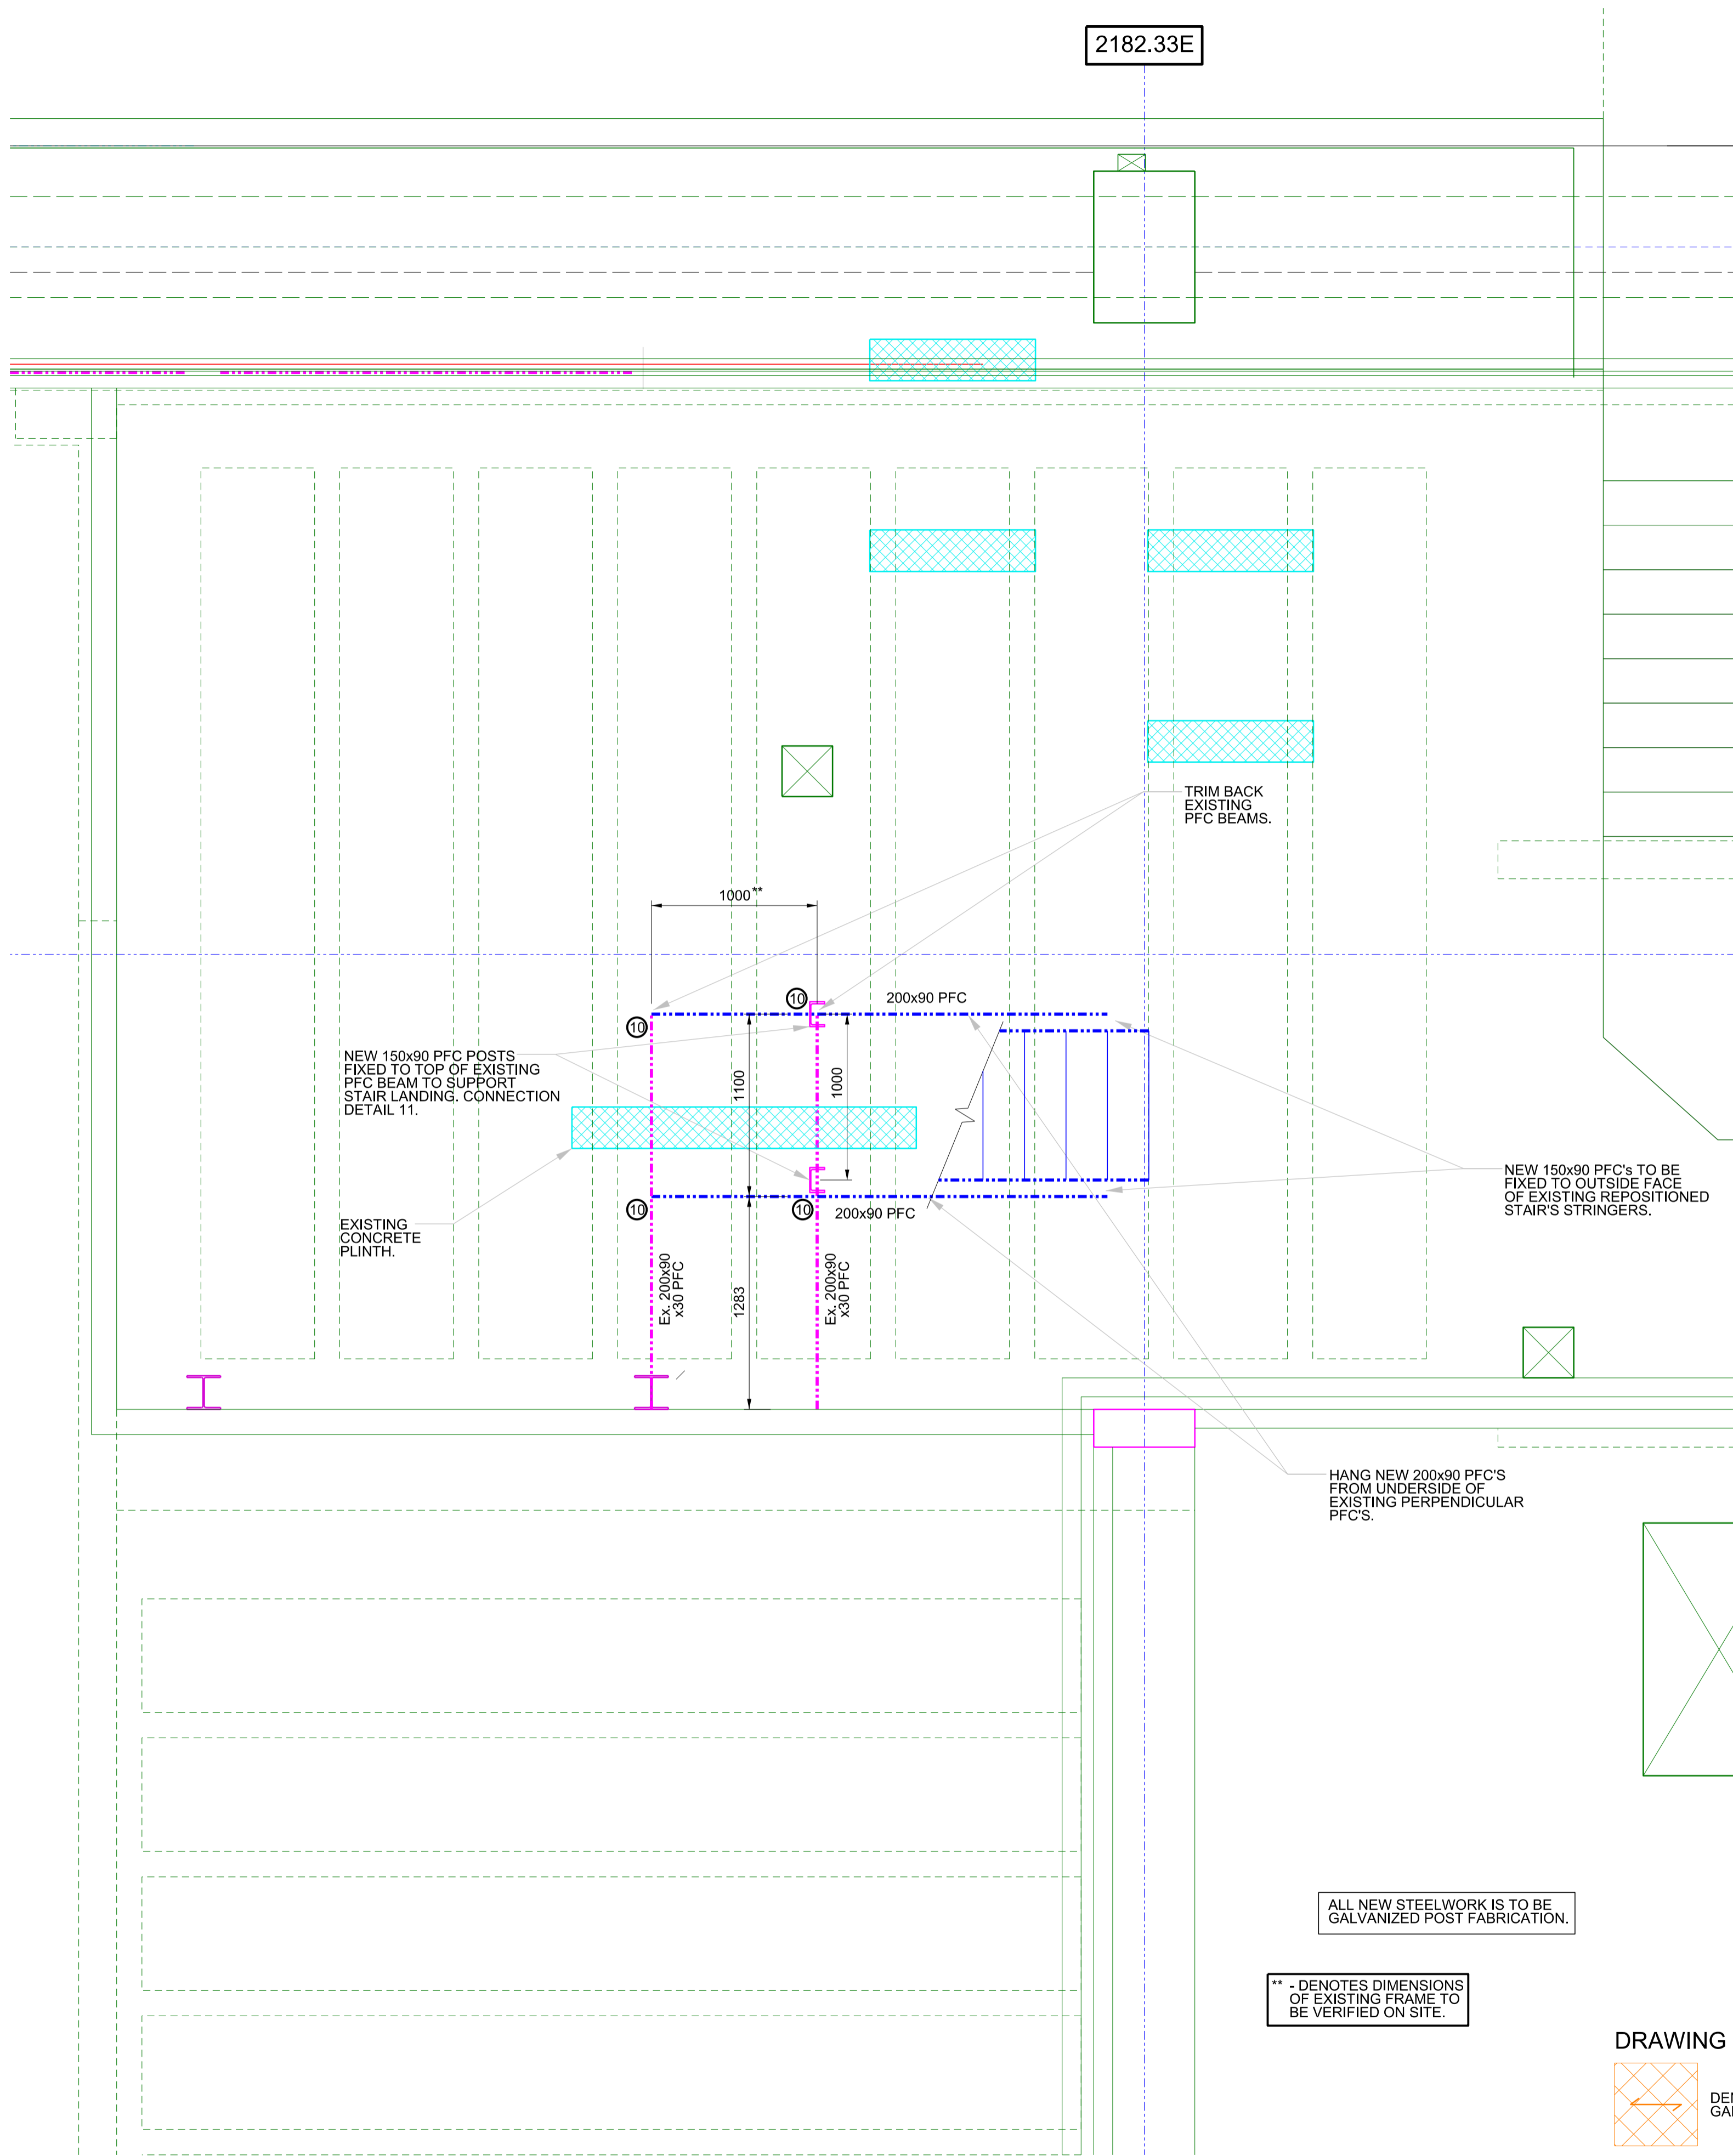 2182.33E
TRIM BACK
EXISTING
PFC BEAMS.
1000**
10
200x90 PFC
10
NEW 150x90 PFC POSTS
FIXED TO TOP OF EXISTING
PFC BEAM TO SUPPORT
STAIR LANDING. CONNECTION
DETAIL 11.
1100
1000
NEW 150x90 PFC's TO BE
FIXED TO OUTSIDE FACE
OF EXISTING REPOSITIONED
STAIR'S STRINGERS.
10
10
200x90 PFC
EXISTING
CONCRETE
PLINTH.
Ex. 200x90
x30 PFC
1283
Ex. 200x90
x30 PFC
HANG NEW 200x90 PFC'S
FROM UNDERSIDE OF
EXISTING PERPENDICULAR
PFC'S.
ALL NEW STEELWORK IS TO BE
GALVANIZED POST FABRICATION.
** - DENOTES DIMENSIONS
OF EXISTING FRAME TO
BE VERIFIED ON SITE.
DRAWING